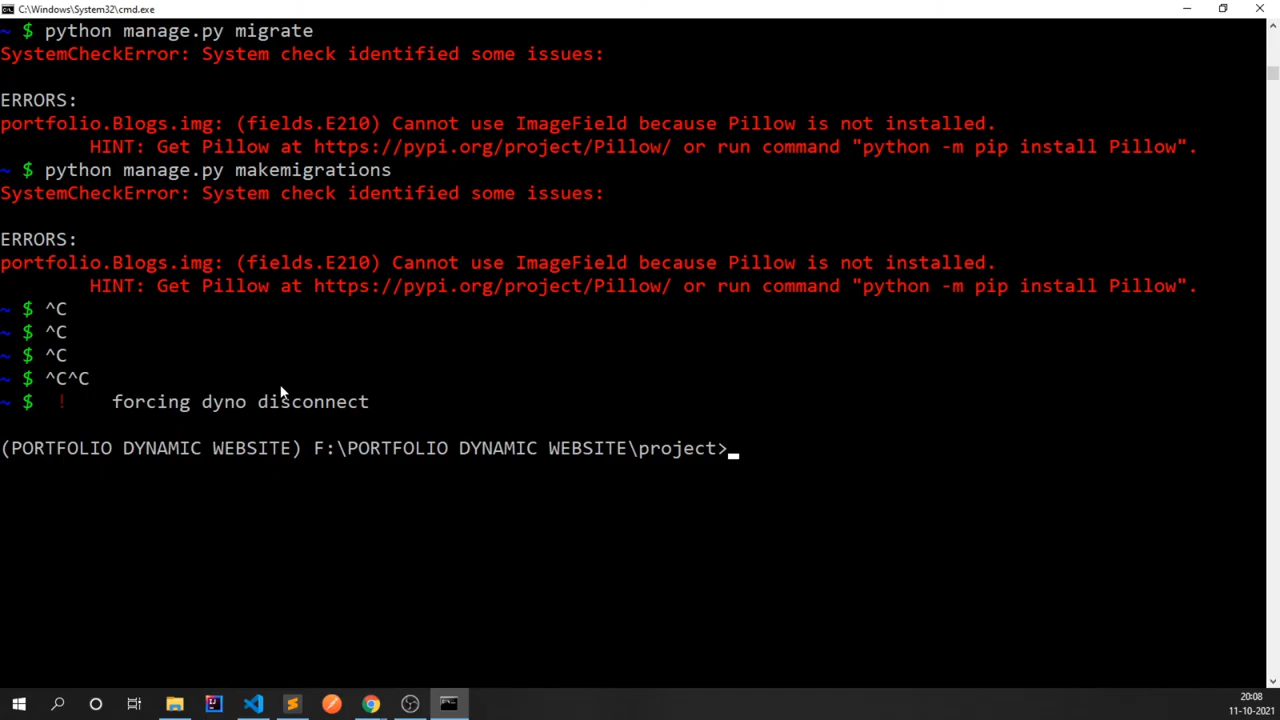 C:\Windows\System32\cmd.exe
~ $ python manage.py migrate
SystemCheckError: System check identified some issues:
ERRORS:
portfolio.Blogs.img: (fields.E210) Cannot use ImageField because Pillow is not installed.
HINT: Get Pillow at https://pypi.org/project/Pillow/ or run command "python -m pip install Pillow".
~ $ python manage.py makemigrations
SystemCheckError: System check identified some issues:
ERRORS:
portfolio.Blogs.img: (fields.E210) Cannot use ImageField because Pillow is not installed.
HINT: Get Pillow at https://pypi.org/project/Pillow/ or run command "python -m pip install Pillow".
~ $ ^C
~ $ ^C
~ $ ^C
~ $ ^C^C
~ $ ! forcing dyno disconnect
(PORTFOLIO DYNAMIC WEBSITE) F:\PORTFOLIO DYNAMIC WEBSITE\project>
20:08
11-10-2021